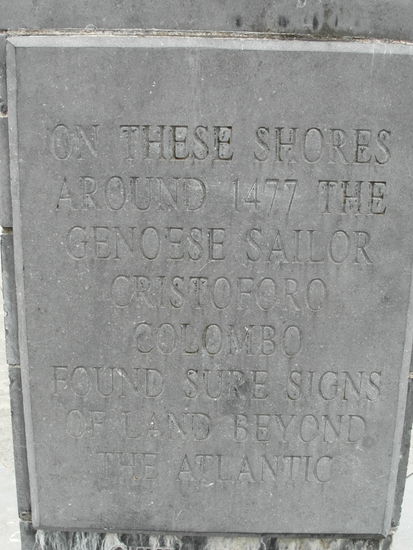 ON THESE SHORES
AROUND 1477 THE
GENOESE SAILOR
CRISTOFORO
COLOMBO
FOUND SURE SIGNS
OF LAND BEYOND
THE ATLANTIC